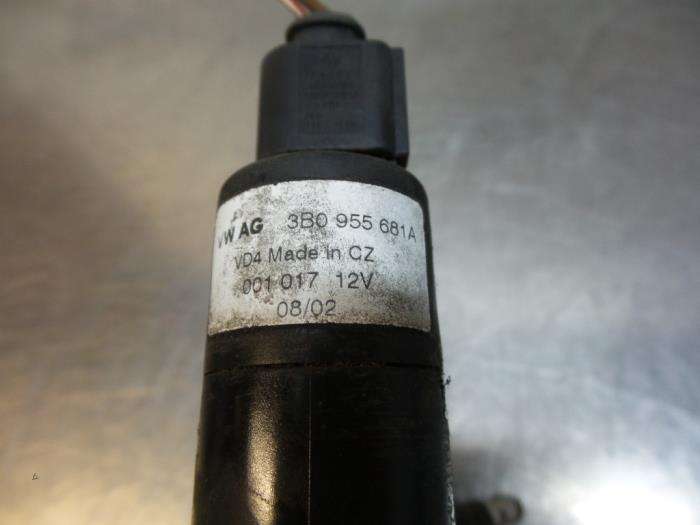 VW AG 3B0 955 681A
VD4 Made in CZ
001 017 12V
08/02